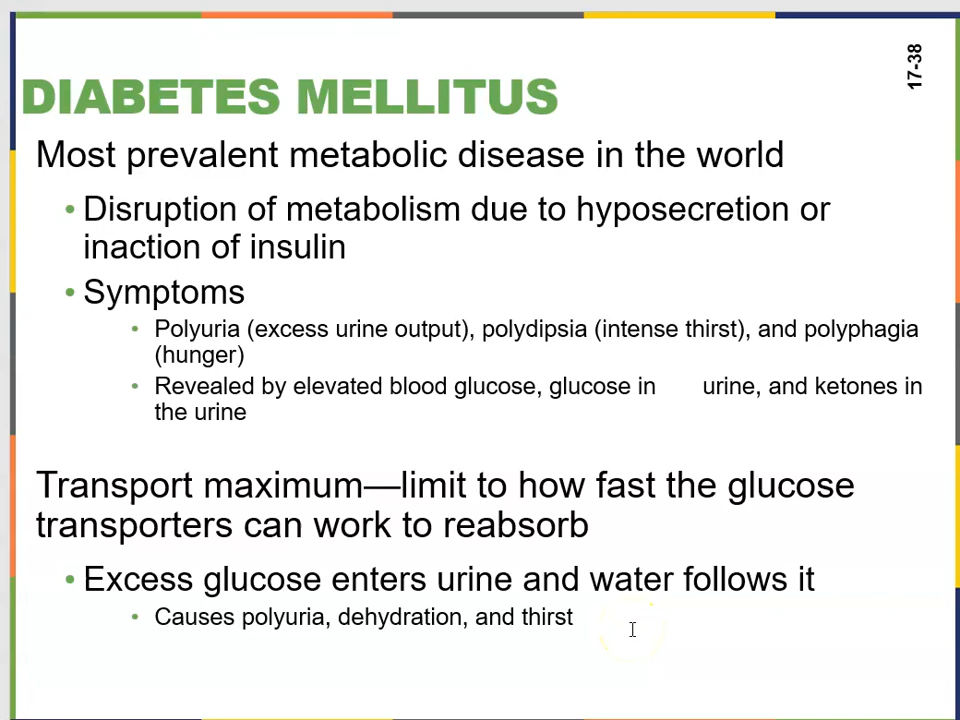 17-38
DIABETES MELLITUS
Most prevalent metabolic disease in the world
• Disruption of metabolism due to hyposecretion or
inaction of insulin
• Symptoms
• Polyuria (excess urine output), polydipsia (intense thirst), and polyphagia
(hunger)
• Revealed by elevated blood glucose, glucose in urine, and ketones in
the urine
Transport maximum—limit to how fast the glucose
transporters can work to reabsorb
• Excess glucose enters urine and water follows it
• Causes polyuria, dehydration, and thirst